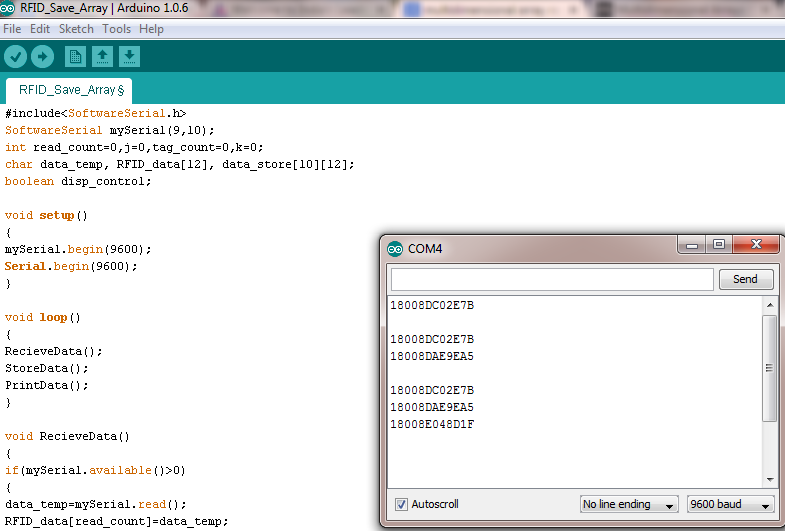 RFID_Save_Array | Arduino 1.0.6
File Edit Sketch Tools Help
RFID_Save_Array §
#include<SoftwareSerial.h>
SoftwareSerial mySerial(9,10);
int read_count=0,j=0,tag_count=0,k=0;
char data_temp, RFID_data[12], data_store[10][12];
boolean disp_control;
void setup()
{
mySerial.begin(9600);
Serial.begin(9600);
}
void loop()
{
RecieveData();
StoreData();
PrintData();
}
void RecieveData()
{
if(mySerial.available()>0)
{
data_temp=mySerial.read();
RFID_data[read_count]=data_temp;
COM4
Send
18008DC02E7B
18008DC02E7B
18008DAE9EA5
18008DC02E7B
18008DAE9EA5
18008E048D1F
Autoscroll
No line ending
9600 baud